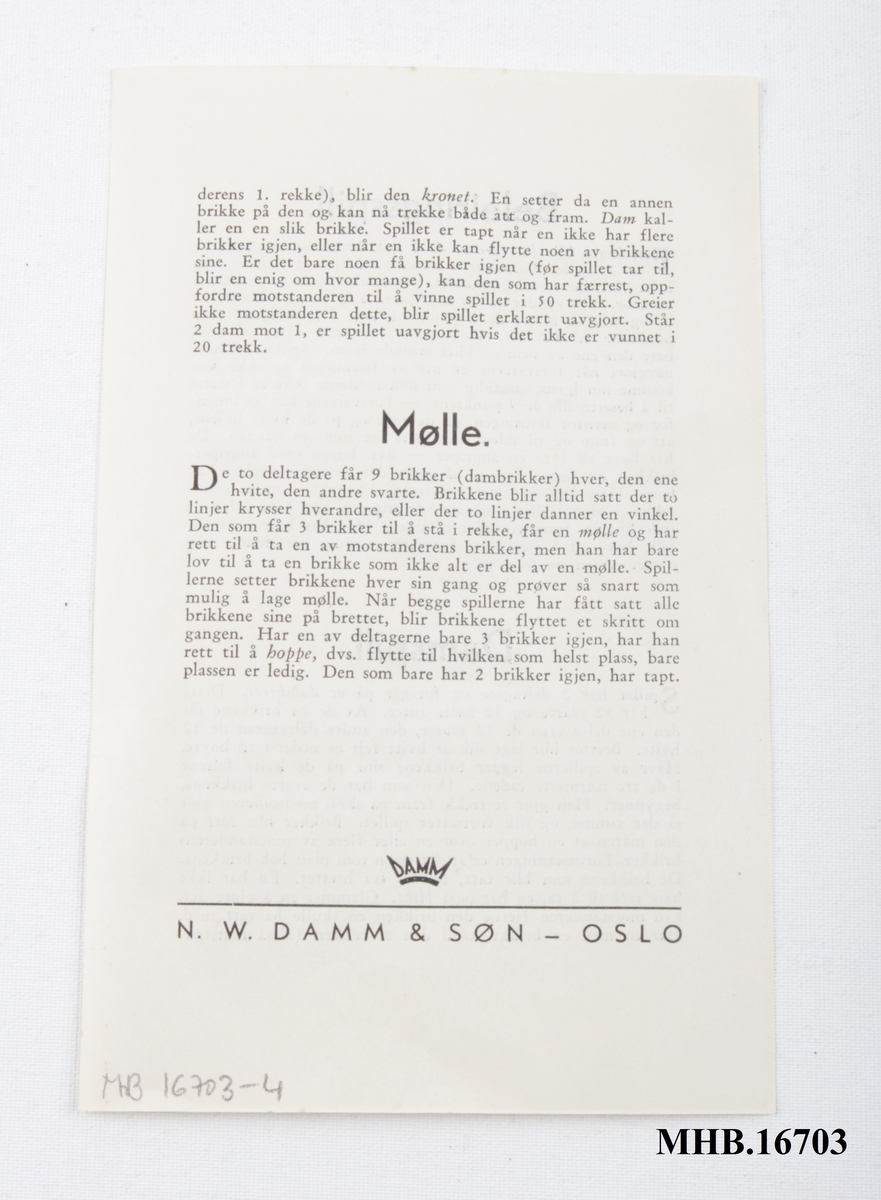 derens 1. rekke), blir den kronet. En setter da en annen
brikke på den og kan nå trekke både att og fram. Dam kal-
ler en en slik brikke. Spillet er tapt når en ikke har flere
brikker igjen, eller når en ikke kan flytte noen av brikkene
sine. Er det bare noen få brikker igjen (før spillet tar til,
blir en enig om hvor mange), kan den som har færrest, opp-
fordre motstanderen til å vinne spillet i 50 trekk. Greier
ikke motstanderen dette, blir spillet erklært uavgjort. Står
2 dam mot 1, er spillet uavgjort hvis det ikke er vunnet i
20 trekk.
Mølle.
De to deltagere får 9 brikker (dambrikker) hver, den ene
hvite, den andre svarte. Brikkene blir alltid satt der to
linjer krysser hverandre, eller der to linjer danner en vinkel.
Den som får 3 brikker til å stå i rekke, får en mølle og har
rett til å ta en av motstanderens brikker, men han har bare
lov til å ta en brikke som ikke alt er del av en mølle. Spil-
lerne setter brikkene hver sin gang og prøver så snart som
mulig å lage mølle. Når begge spillerne har fått satt alle
brikkene sine på brettet, blir brikkene flyttet et skritt om
gangen. Har en av deltagerne bare 3 brikker igjen, har han
rett til å hoppe, dvs. flytte til hvilken som helst plass, bare
plassen er ledig. Den som bare har 2 brikker igjen, har tapt.
DAMM
N. W. DAMM & SØN – OSLO
MHB 16703-4
MHB.16703